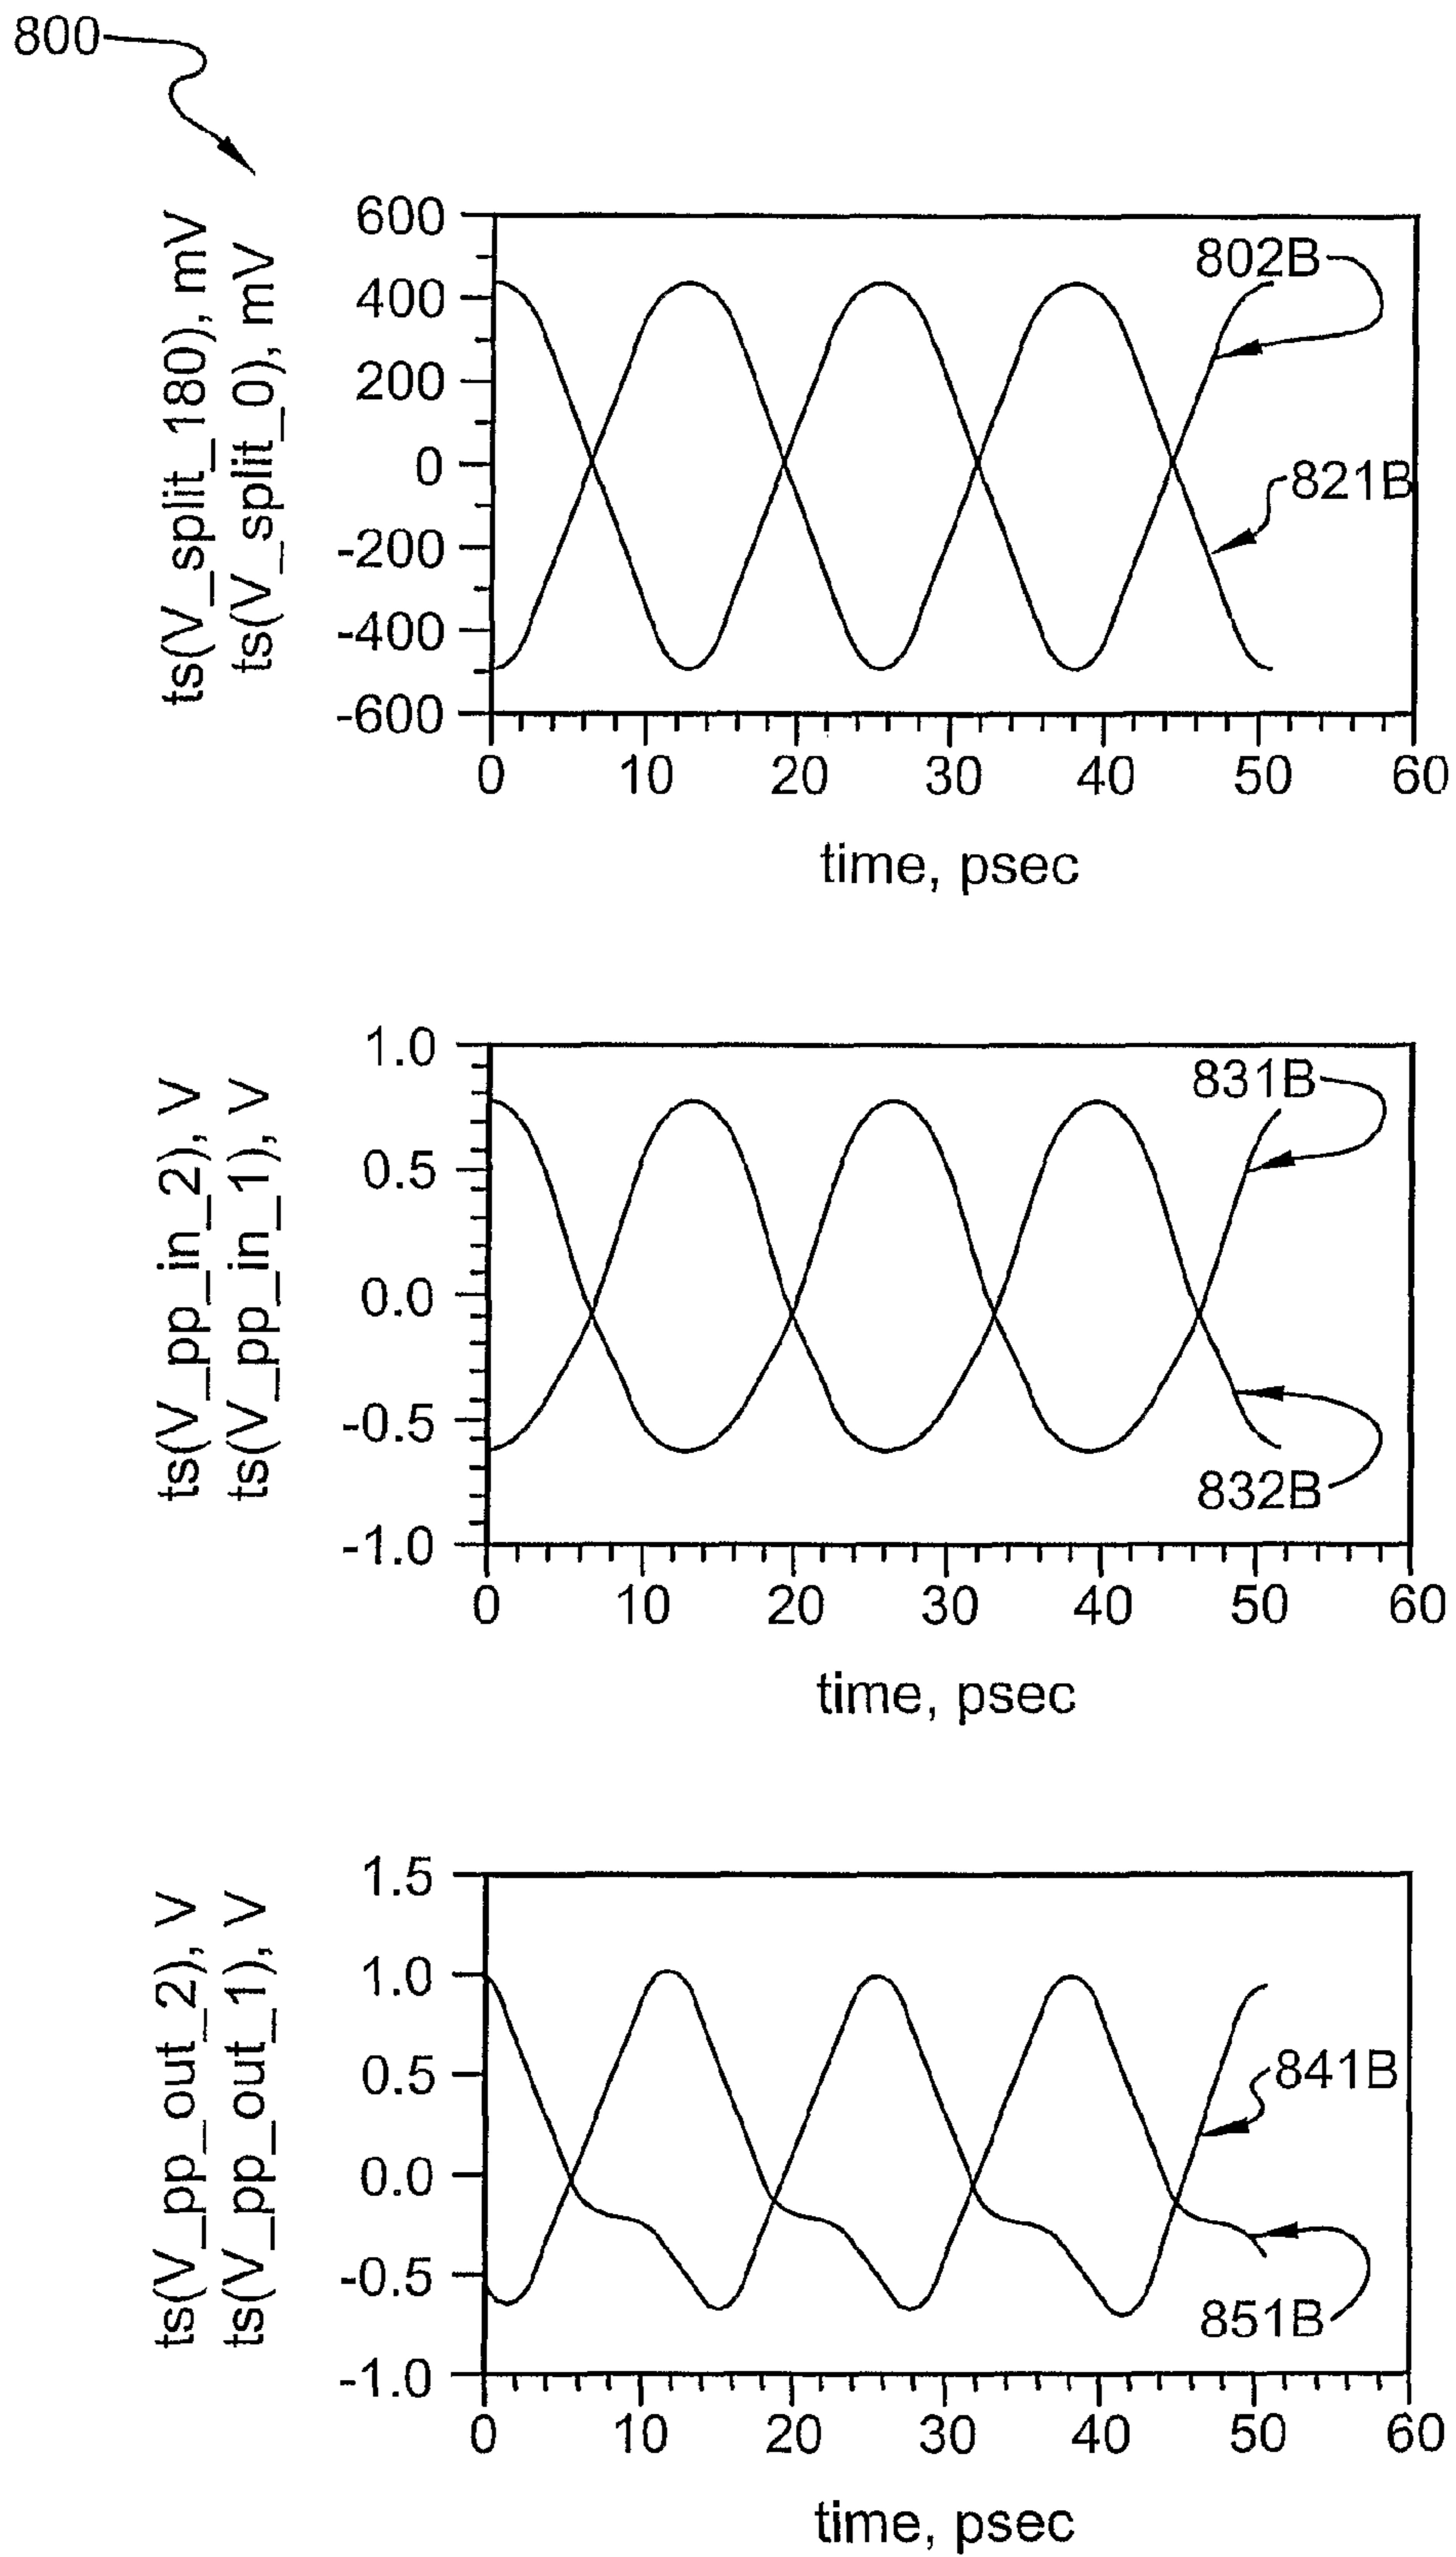 800
ts(V_split_180), mV
ts(V_split_0), mV
600
400
200
0
-200
-400
-600
802B
821B
0 10 20 30 40 50 60
time, psec
ts(V_pp_in_2), V
ts(V_pp_in_1), V
1.0
0.5
0.0
-0.5
-1.0
831B
832B
0 10 20 30 40 50 60
time, psec
ts(V_pp_out_2), V
ts(V_pp_out_1), V
1.5
1.0
0.5
0.0
-0.5
-1.0
841B
851B
0 10 20 30 40 50 60
time, psec